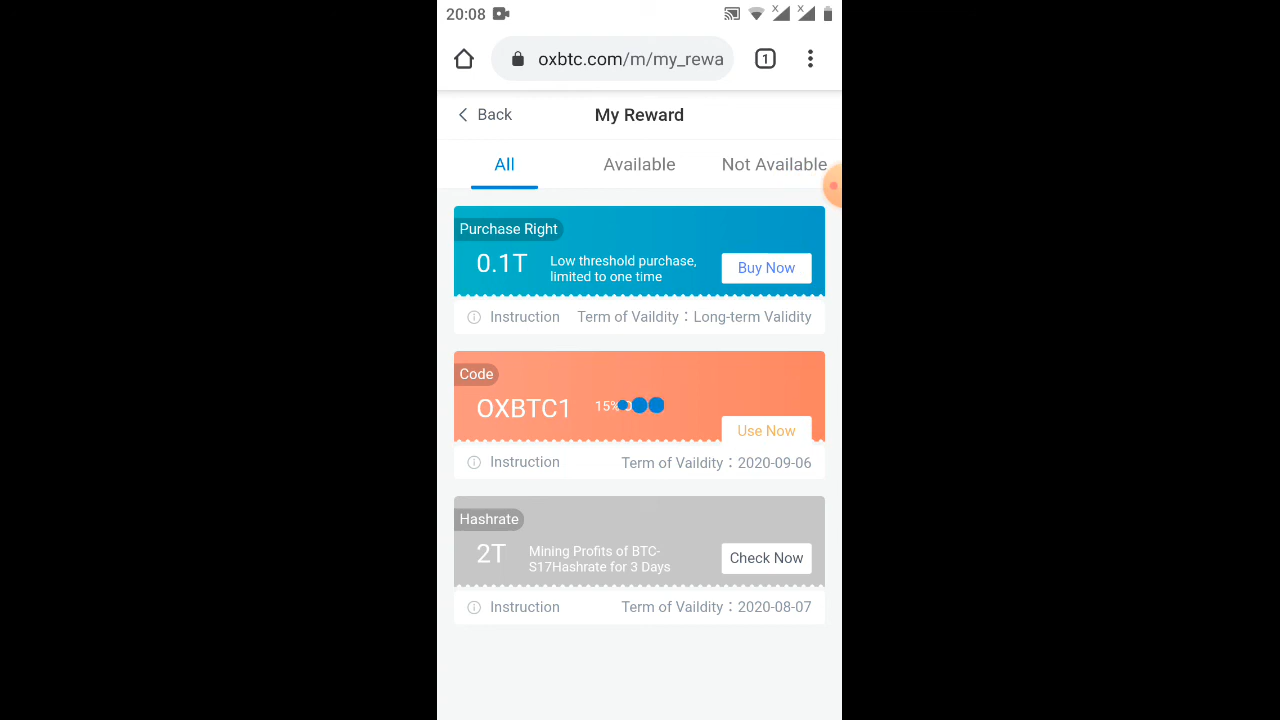 20:08
oxbtc.com/m/my_rewa
1
Back
My Reward
All
Available
Not Available
Purchase Right
0.1T
Low threshold purchase,
limited to one time
Buy Now
Instruction
Term of Vaildity：Long-term Validity
Code
OXBTC1
15%
Use Now
Instruction
Term of Vaildity：2020-09-06
Hashrate
2T
Mining Profits of BTC-
S17Hashrate for 3 Days
Check Now
Instruction
Term of Vaildity：2020-08-07